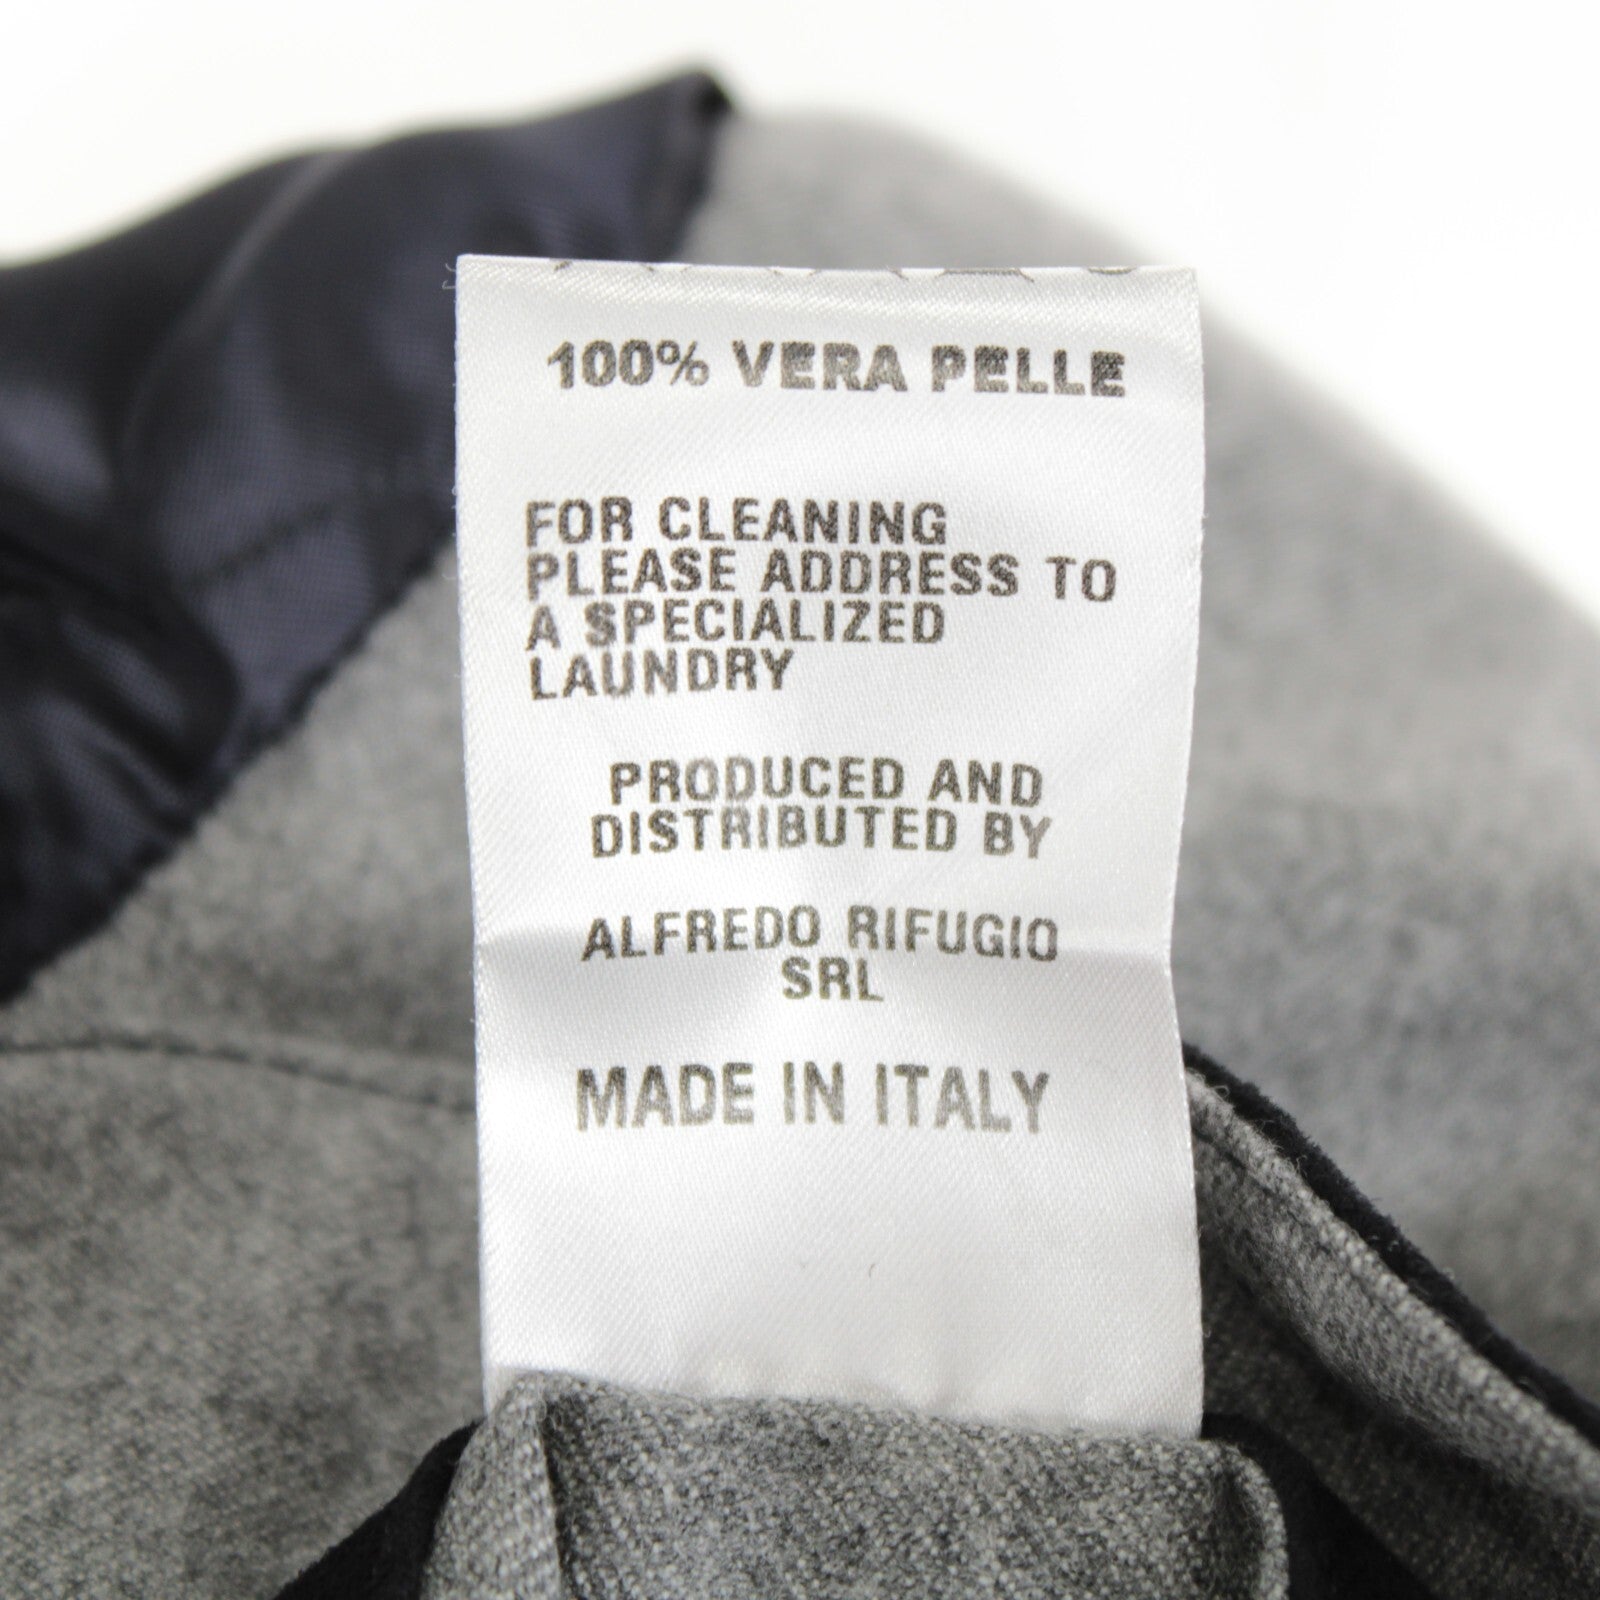 100% VERA PELLE
FOR CLEANING
PLEASE ADDRESS TO
A SPECIALIZED
LAUNDRY
PRODUCED AND
DISTRIBUTED BY
ALFREDO RIFUGIO
SRL
MADE IN ITALY